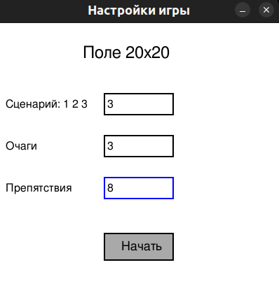 Настройки игры
Поле 20x20
Сценарий: 1 2 3 3
Очаги 3
Препятствия 8
Начать